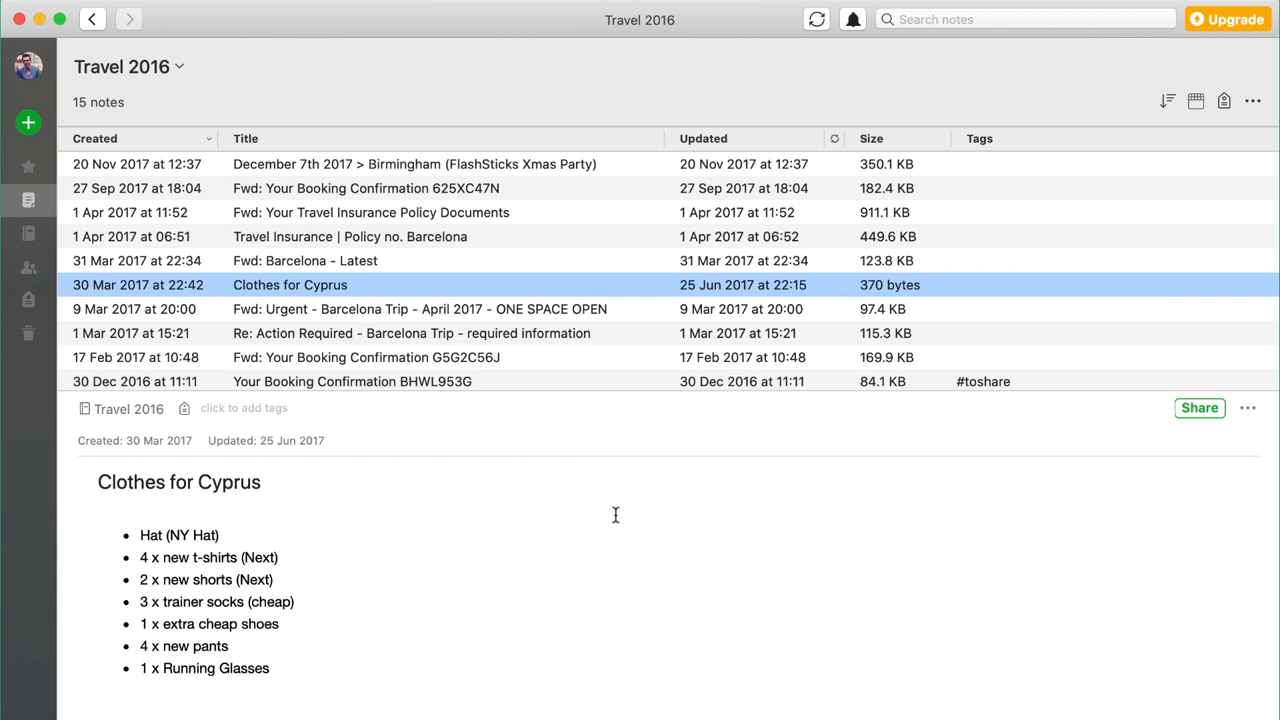 Travel 2016
Search notes
Upgrade
Travel 2016
15 notes
Created Title Updated Size Tags
20 Nov 2017 at 12:37 December 7th 2017 > Birmingham (FlashSticks Xmas Party) 20 Nov 2017 at 12:37 350.1 KB
27 Sep 2017 at 18:04 Fwd: Your Booking Confirmation 625XC47N 27 Sep 2017 at 18:04 182.4 KB
1 Apr 2017 at 11:52 Fwd: Your Travel Insurance Policy Documents 1 Apr 2017 at 11:52 911.1 KB
1 Apr 2017 at 06:51 Travel Insurance | Policy no. Barcelona 1 Apr 2017 at 06:52 449.6 KB
31 Mar 2017 at 22:34 Fwd: Barcelona - Latest 31 Mar 2017 at 22:34 123.8 KB
30 Mar 2017 at 22:42 Clothes for Cyprus 25 Jun 2017 at 22:15 370 bytes
9 Mar 2017 at 20:00 Fwd: Urgent - Barcelona Trip - April 2017 - ONE SPACE OPEN 9 Mar 2017 at 20:00 97.4 KB
1 Mar 2017 at 15:21 Re: Action Required - Barcelona Trip - required information 1 Mar 2017 at 15:21 115.3 KB
17 Feb 2017 at 10:48 Fwd: Your Booking Confirmation G5G2C56J 17 Feb 2017 at 10:48 169.9 KB
30 Dec 2016 at 11:11 Your Booking Confirmation BHWL953G 30 Dec 2016 at 11:11 84.1 KB #toshare
Travel 2016 click to add tags Share
Created: 30 Mar 2017 Updated: 25 Jun 2017
Clothes for Cyprus
• Hat (NY Hat)
• 4 x new t-shirts (Next)
• 2 x new shorts (Next)
• 3 x trainer socks (cheap)
• 1 x extra cheap shoes
• 4 x new pants
• 1 x Running Glasses